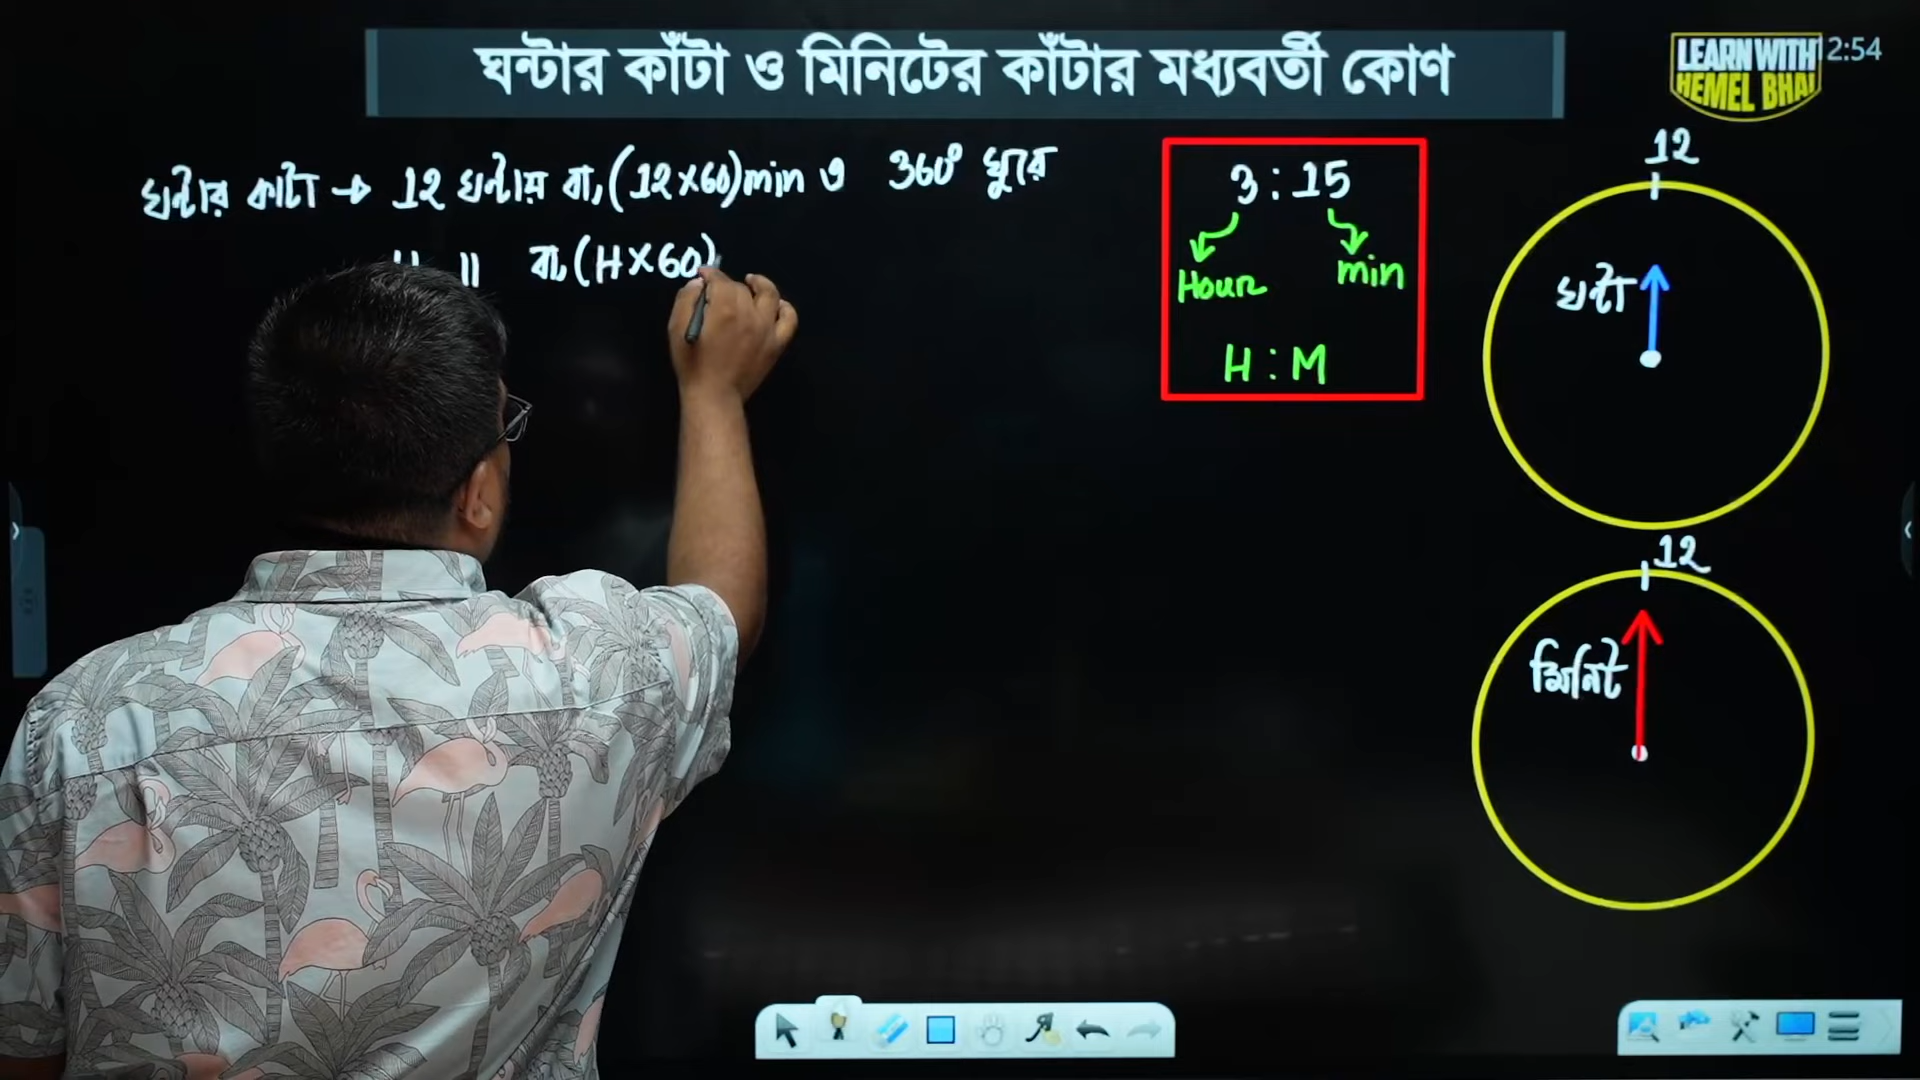 ঘন্টার কাঁটা ও মিনিটের কাঁটার মধ্যবর্তী কোণ
LEARN WITH
HEMEL BHAI
2:54
ঘন্টার কাটা → 12 ঘন্টায় বা, (12×60) min এ 360° ঘুরে
〃 বা, (H×60)
3 : 15
Hour
min
H : M
12
ঘন্টা
12
মিনিট